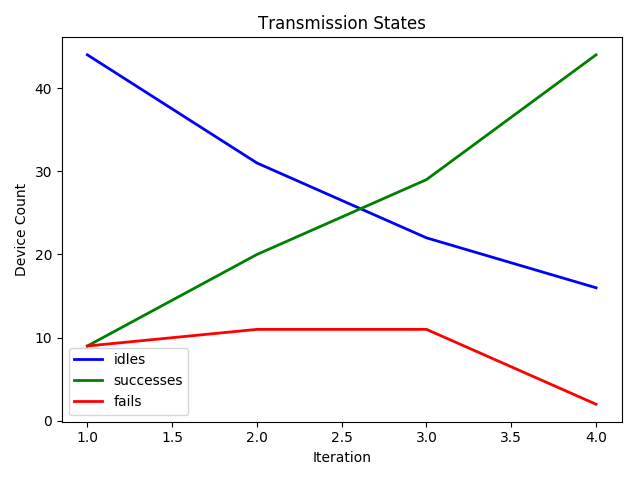 Transmission States
Device Count
40
30
20
10
0
idles
successes
fails
1.0 1.5 2.0 2.5 3.0 3.5 4.0
Iteration